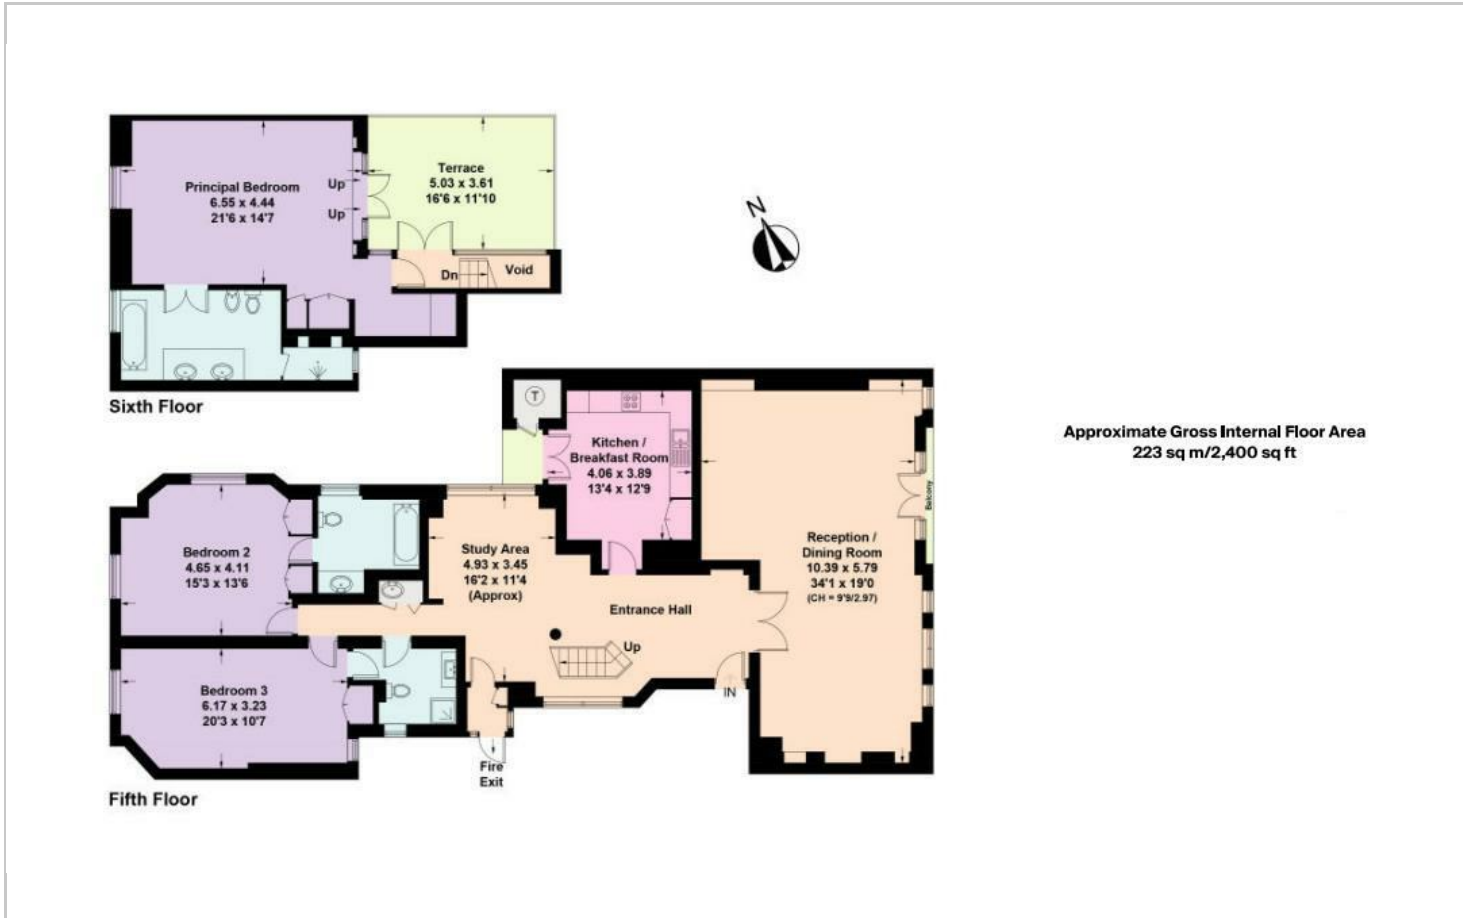 Principal Bedroom
6.55 x 4.44
21'6 x 14'7
Up
Up
Terrace
5.03 x 3.61
16'6 x 11'10
Dn
Void
N
Sixth Floor
T
Kitchen /
Breakfast Room
4.06 x 3.89
13'4 x 12'9
Approximate Gross Internal Floor Area
223 sq m/2,400 sq ft
Balcony
Bedroom 2
4.65 x 4.11
15'3 x 13'6
Study Area
4.93 x 3.45
16'2 x 11'4
(Approx)
Reception /
Dining Room
10.39 x 5.79
34'1 x 19'0
(CH = 9'9/2.97)
Entrance Hall
Up
Bedroom 3
6.17 x 3.23
20'3 x 10'7
IN
Fire
Exit
Fifth Floor